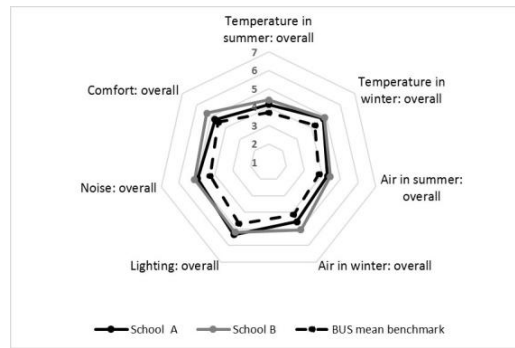 Temperature in
summer: overall
7
6
5
4
3
2
1
Temperature in
winter: overall
Air in summer:
overall
Air in winter: overall
Lighting: overall
Noise: overall
Comfort: overall
School A
School B
BUS mean benchmark